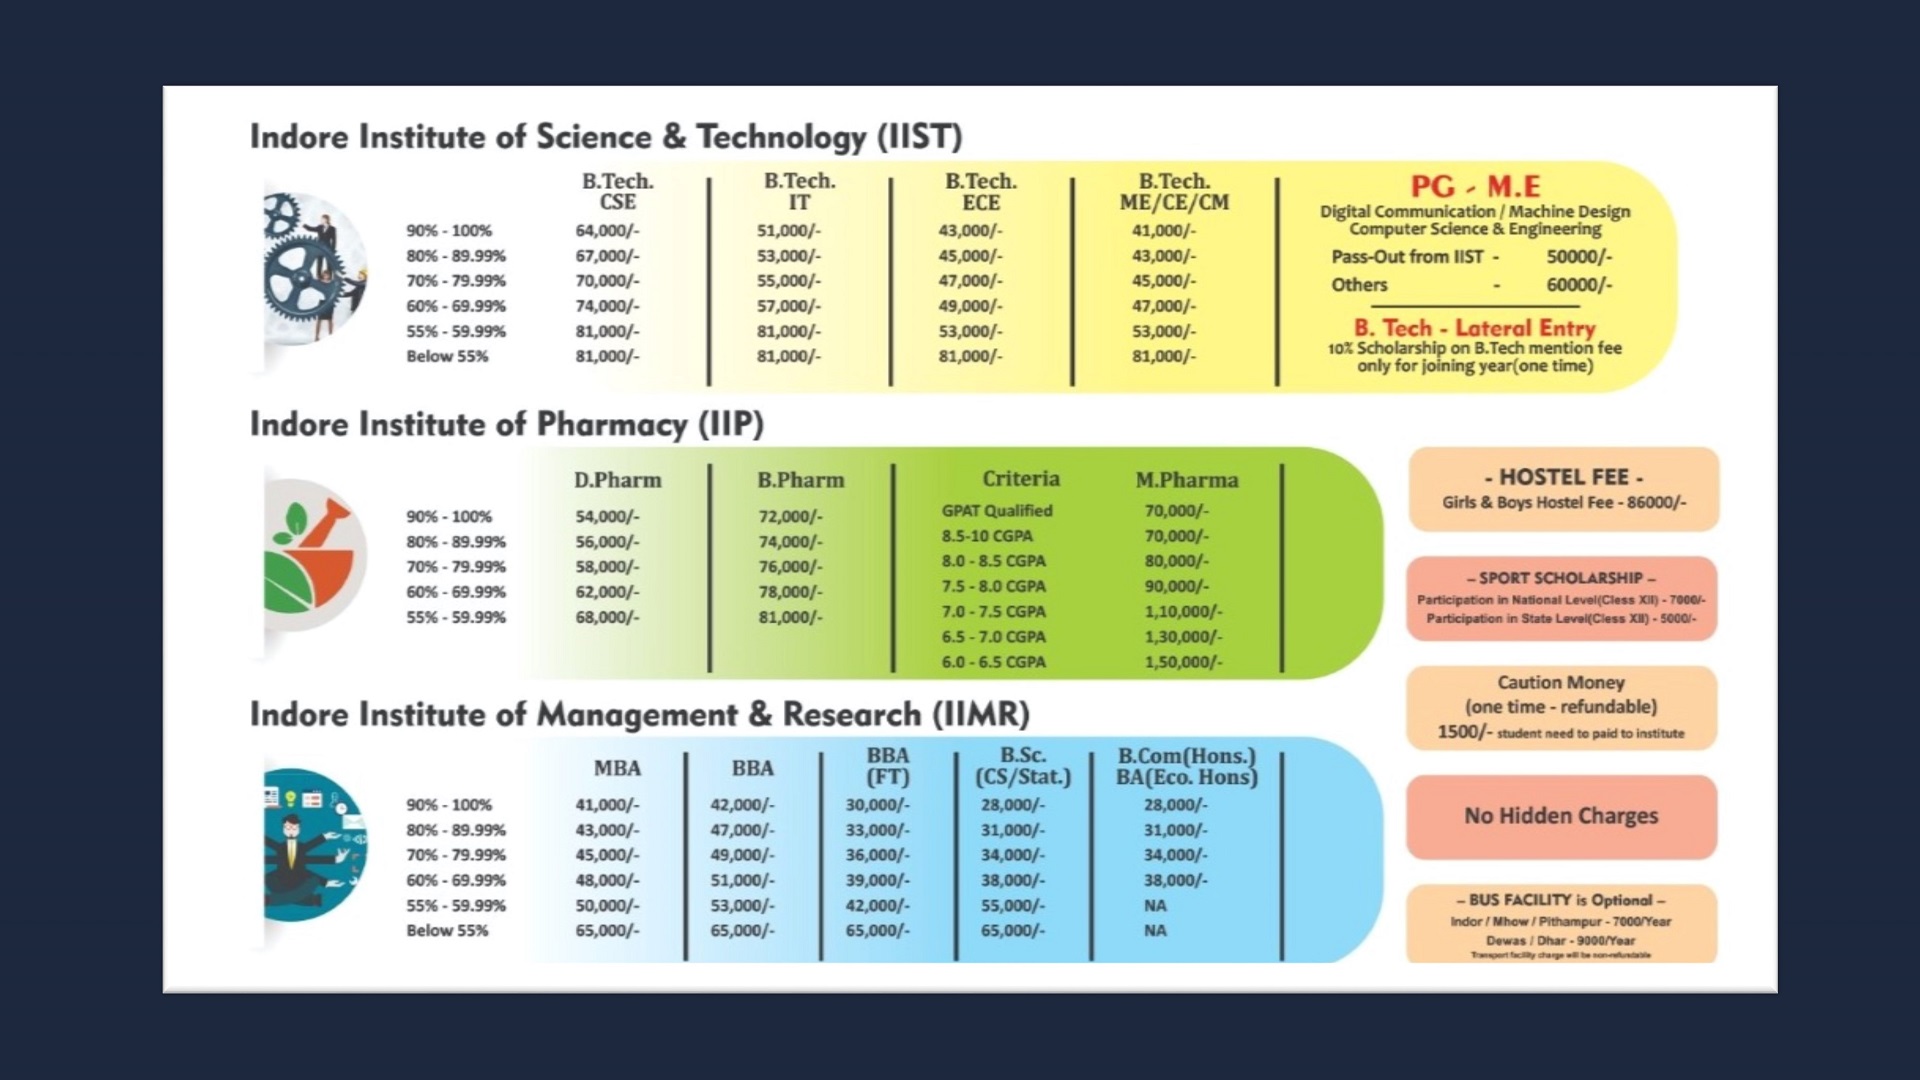 Indore Institute of Science & Technology (IIST)
B.Tech. CSE B.Tech. IT B.Tech. ECE B.Tech. ME/CE/CM
90% - 100% 64,000/- 51,000/- 43,000/- 41,000/-
80% - 89.99% 67,000/- 53,000/- 45,000/- 43,000/-
70% - 79.99% 70,000/- 55,000/- 47,000/- 45,000/-
60% - 69.99% 74,000/- 57,000/- 49,000/- 47,000/-
55% - 59.99% 81,000/- 81,000/- 53,000/- 53,000/-
Below 55% 81,000/- 81,000/- 81,000/- 81,000/-
PG - M.E
Digital Communication / Machine Design
Computer Science & Engineering
Pass-Out from IIST - 50000/-
Others - 60000/-
B. Tech - Lateral Entry
10% Scholarship on B.Tech mention fee
only for joining year(one time)
Indore Institute of Pharmacy (IIP)
D.Pharm B.Pharm
90% - 100% 54,000/- 72,000/-
80% - 89.99% 56,000/- 74,000/-
70% - 79.99% 58,000/- 76,000/-
60% - 69.99% 62,000/- 78,000/-
55% - 59.99% 68,000/- 81,000/-
Criteria M.Pharma
GPAT Qualified 70,000/-
8.5-10 CGPA 70,000/-
8.0 - 8.5 CGPA 80,000/-
7.5 - 8.0 CGPA 90,000/-
7.0 - 7.5 CGPA 1,10,000/-
6.5 - 7.0 CGPA 1,30,000/-
6.0 - 6.5 CGPA 1,50,000/-
Indore Institute of Management & Research (IIMR)
MBA BBA BBA (FT) B.Sc. (CS/Stat.) B.Com(Hons.) BA(Eco. Hons)
90% - 100% 41,000/- 42,000/- 30,000/- 28,000/- 28,000/-
80% - 89.99% 43,000/- 47,000/- 33,000/- 31,000/- 31,000/-
70% - 79.99% 45,000/- 49,000/- 36,000/- 34,000/- 34,000/-
60% - 69.99% 48,000/- 51,000/- 39,000/- 38,000/- 38,000/-
55% - 59.99% 50,000/- 53,000/- 42,000/- 55,000/- NA
Below 55% 65,000/- 65,000/- 65,000/- 65,000/- NA
- HOSTEL FEE -
Girls & Boys Hostel Fee - 86000/-
– SPORT SCHOLARSHIP –
Participation in National Level(Cless XII) - 7000/-
Participation in State Level(Cless XII) - 5000/-
Caution Money
(one time - refundable)
1500/- student need to paid to institute
No Hidden Charges
– BUS FACILITY is Optional –
Indor / Mhow / Pithampur - 7000/Year
Dewas / Dhar - 9000/Year
Transport facility charge will be non-refundable